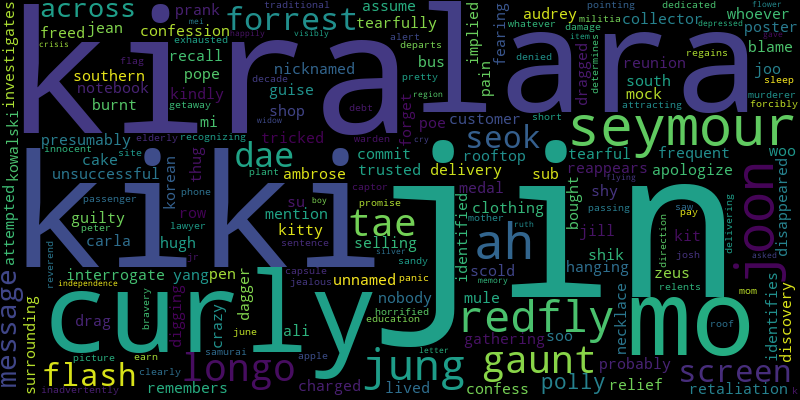 kira
lara
seymour
kiki
jin
curly
mo
redfly
jung
gaunt
longo
flash
joon
screen
message
tae
ah
dae
seok
forrest
across
tearfully
assume
prank
traditional
whatever
militia
pointing
damage
dedicated
depressed
flower
whoever
poster
collector
audrey
blame
alert
bus
pretty
departs
recall
pope
confession
nicknamed
freed
jean
exhausted
visibly
happily
mei
decade
guise
kindly
notebook
southern
flag
crisis
investigates
burnt
getaway
region
shop
debt
widow
mi
recognizing
elderly
tricked
warden
cry
forget
poe
customer
pain
implied
fearing
denied
short
south
mock
attracting
dragged
determines
item
reunion
joo
regains
sleep
gave
murderer
forcibly
presumably
innocent
site
cake
unsuccessful
kowalski
attempted
thug
korean
plant
ambrose
captor
commit
trusted
delivery
rooftop
sub
tearful
frequent
reappears
flying
apologize
woo
disappeared
passenger
phone
guilty
peter
row
su
boy
promise
mention
lawyer
carla
hugh
kitty
sentence
selling
silver
medal
clothing
mother
ruth
identified
bought
shy
passing
saw
pay
jill
kit
direction
delivering
shik
josh
zeus
relents
mom
asked
hanging
scold
soo
memory
mule
necklace
gathering
nobody
panic
sandy
unnamed
capsule
jealous
jr
yang
pen
interrogate
reverend
independence
dagger
digging
bravery
crazy
june
ali
education
horrified
drag
surrounding
picture
earn
samurai
apple
letter
clearly
remembers
inadvertently
charged
lived
confess
polly
relief
probably
roof
identifies
discovery
retaliation
k